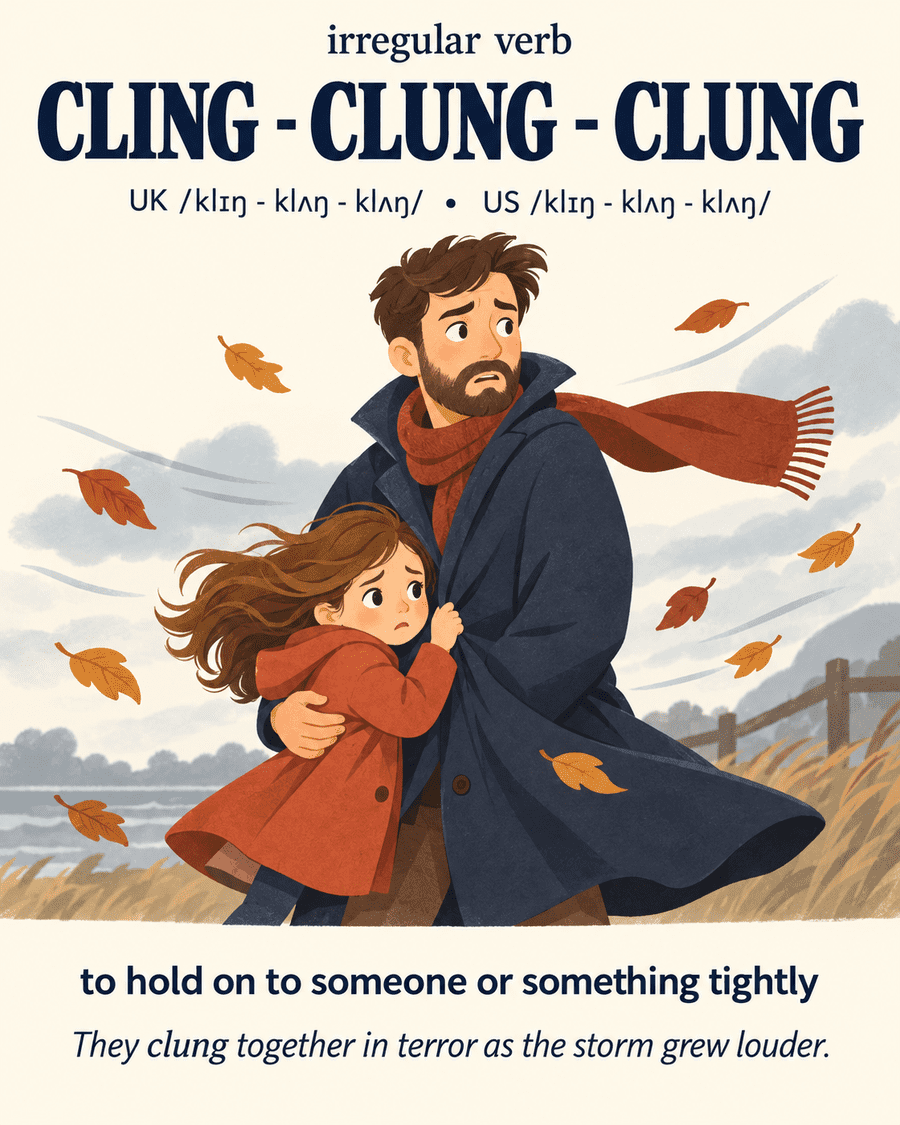 irregular verb
CLING - CLUNG - CLUNG
UK /klɪŋ - klʌŋ - klʌŋ/ • US /klɪŋ - klʌŋ - klʌŋ/
to hold on to someone or something tightly
They clung together in terror as the storm grew louder.